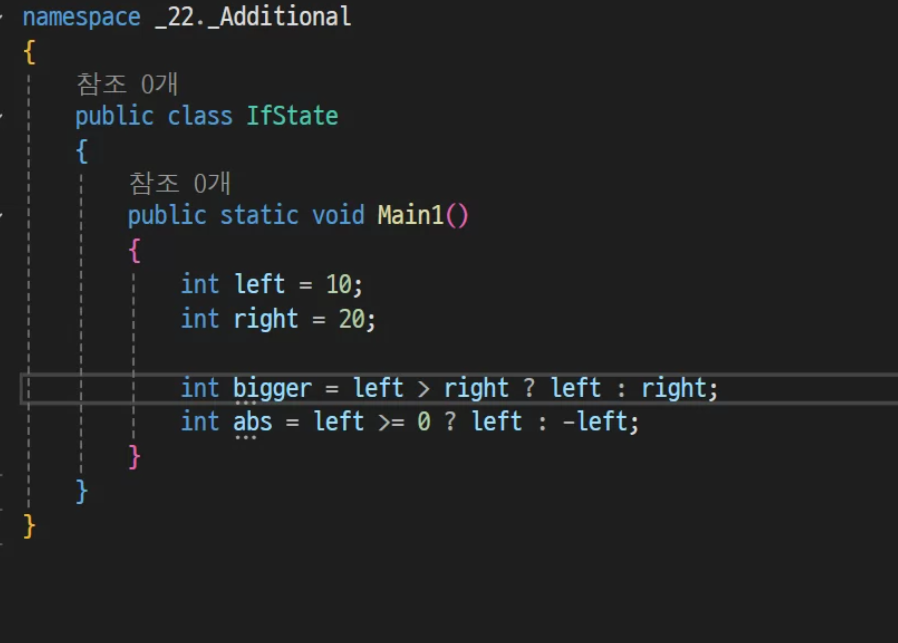 namespace _22._Additional
{
참조 0개
public class IfState
{
참조 0개
public static void Main1()
{
int left = 10;
int right = 20;
int bigger = left > right ? left : right;
int abs = left >= 0 ? left : -left;
}
}
}